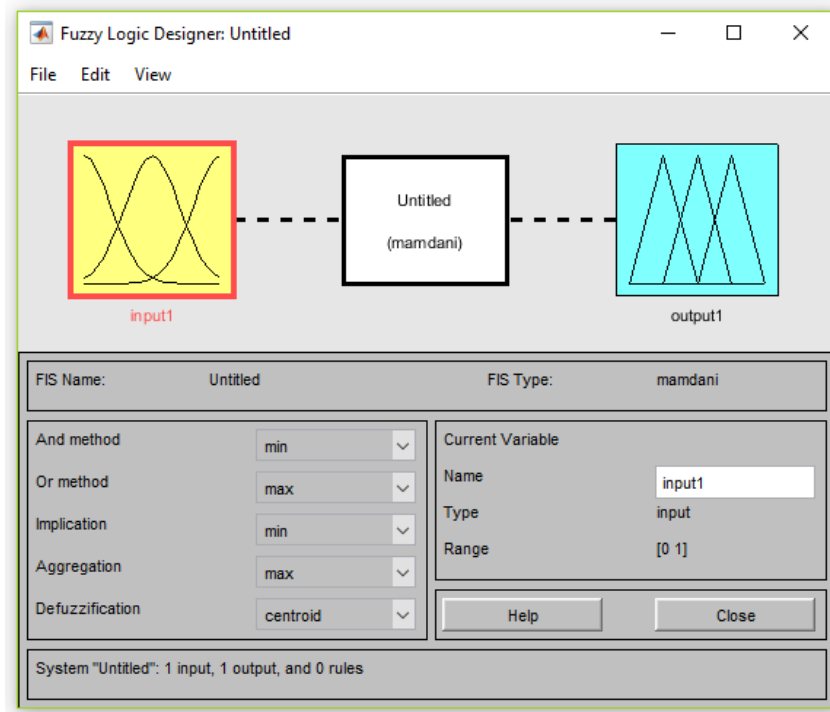 Fuzzy Logic Designer: Untitled
File Edit View
Untitled
(mamdani)
input1
output1
FIS Name: Untitled FIS Type: mamdani
And method min
Or method max
Implication min
Aggregation max
Defuzzification centroid
Current Variable
Name input1
Type input
Range [0 1]
Help Close
System "Untitled": 1 input, 1 output, and 0 rules